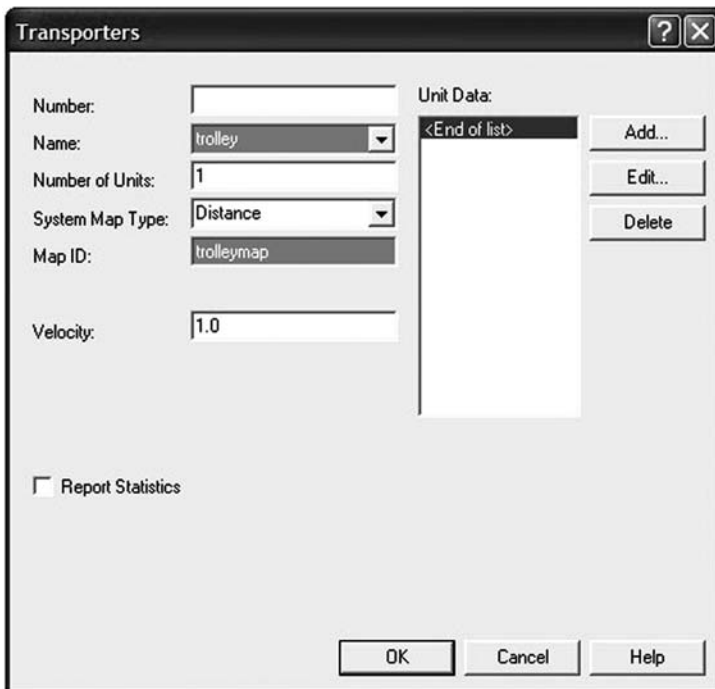 Transporters
Number:
Name: trolley
Number of Units: 1
System Map Type: Distance
Map ID: trolleymap
Velocity: 1.0
Report Statistics
Unit Data:
<End of list>
Add...
Edit...
Delete
OK Cancel Help